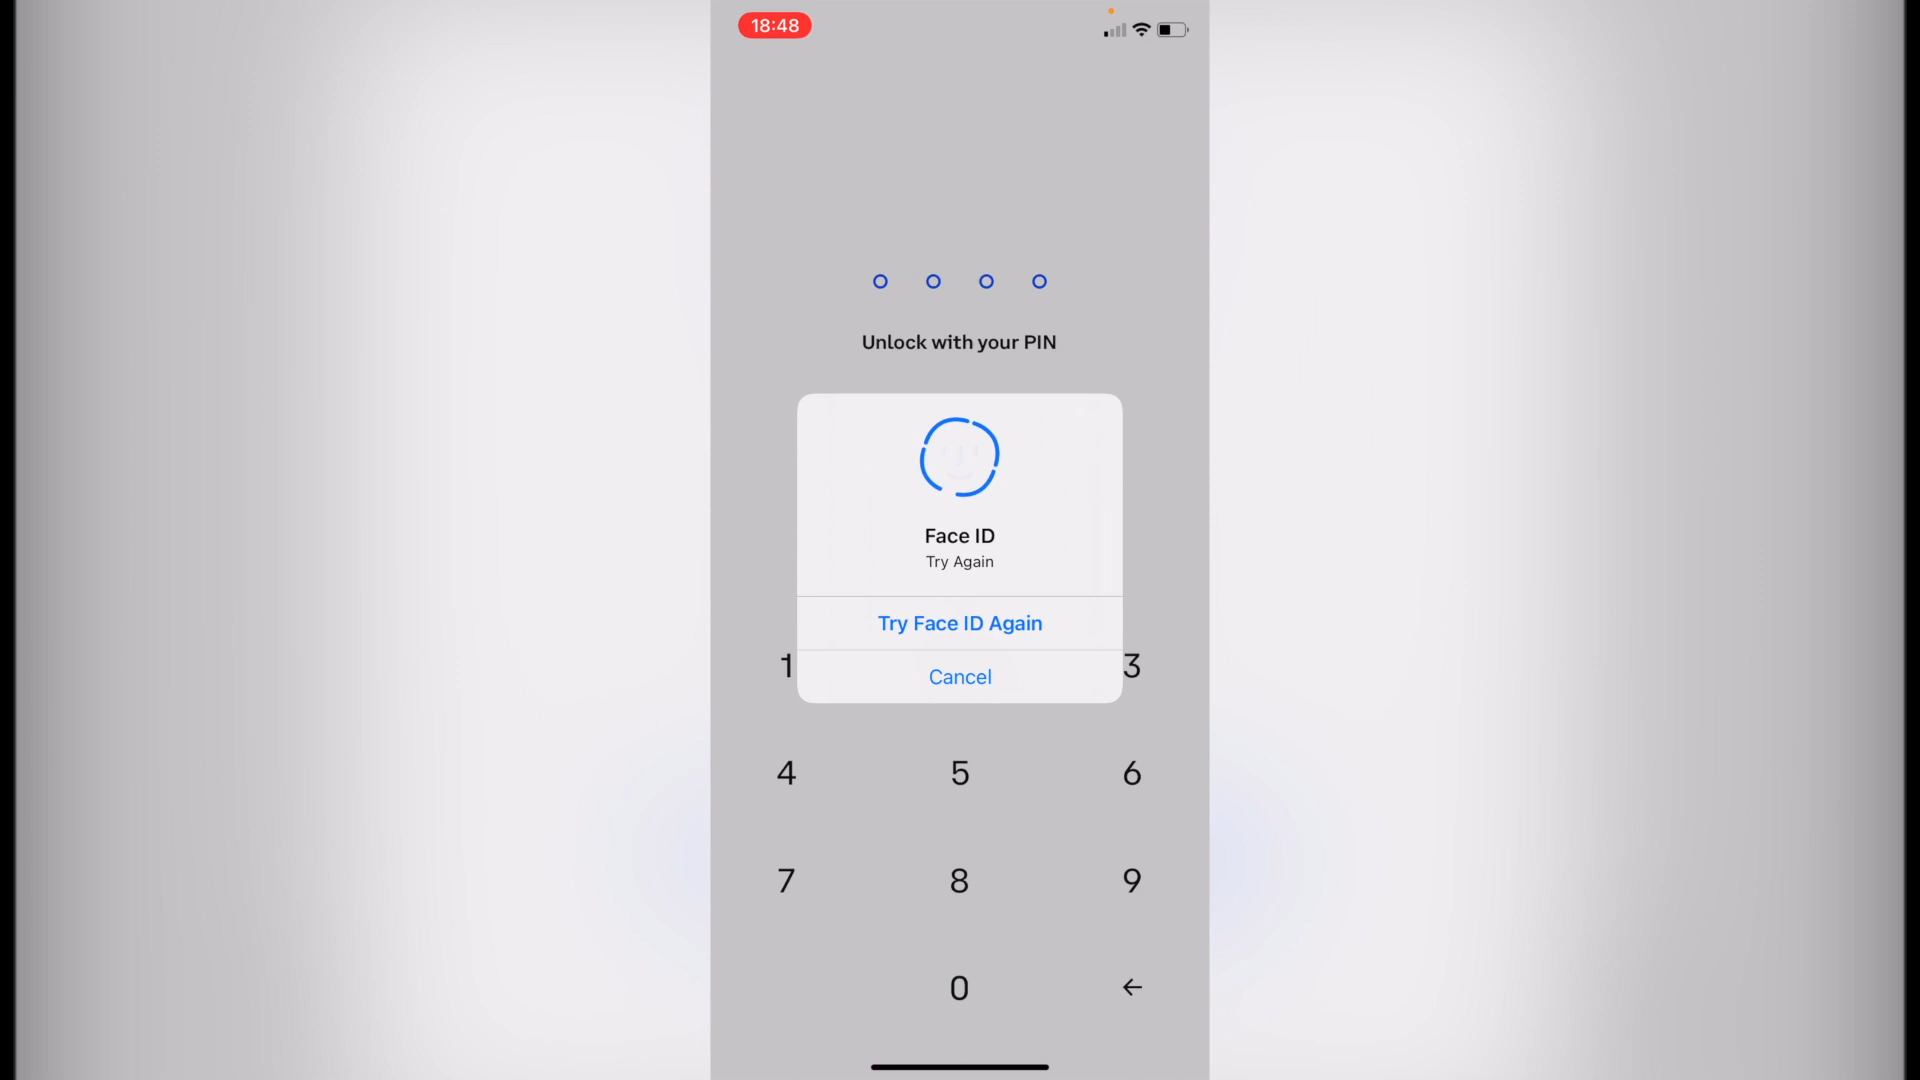 18:48
Unlock with your PIN
Face ID
Try Again
Try Face ID Again
Cancel
1 3
4 5 6
7 8 9
0 ←